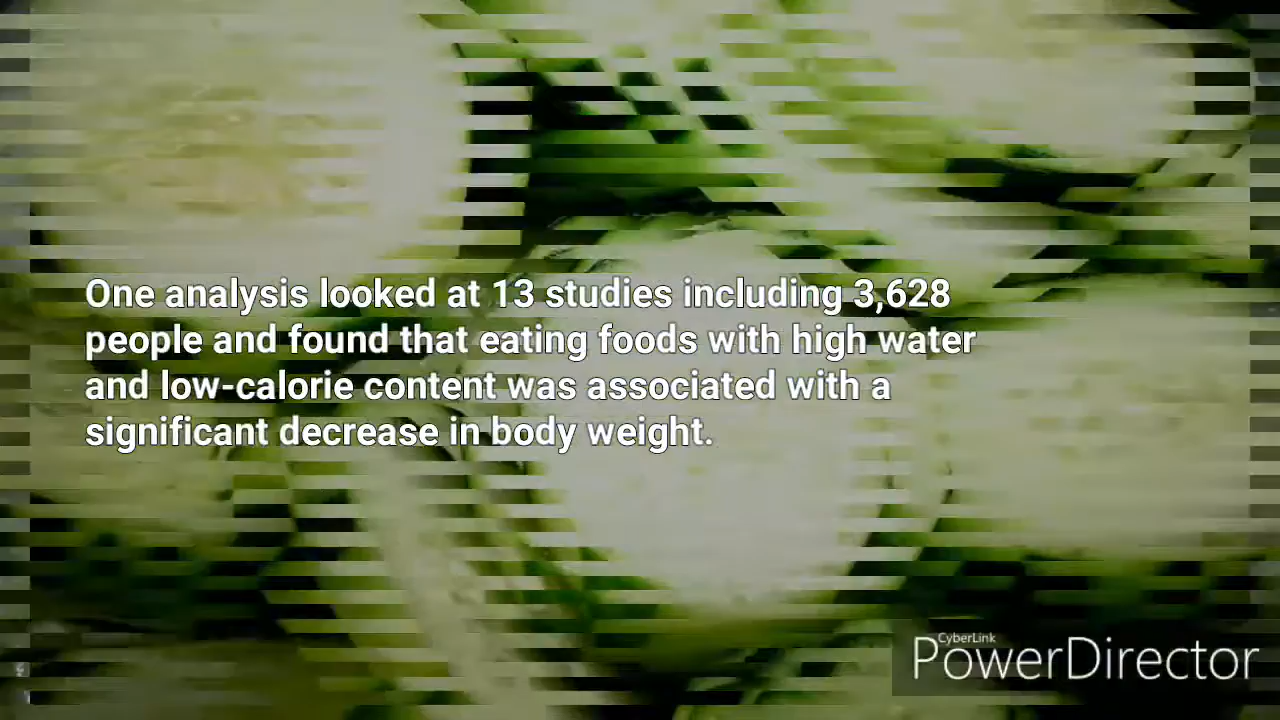 One analysis looked at 13 studies including 3,628
people and found that eating foods with high water
and low-calorie content was associated with a
significant decrease in body weight.
CyberLink
PowerDirector